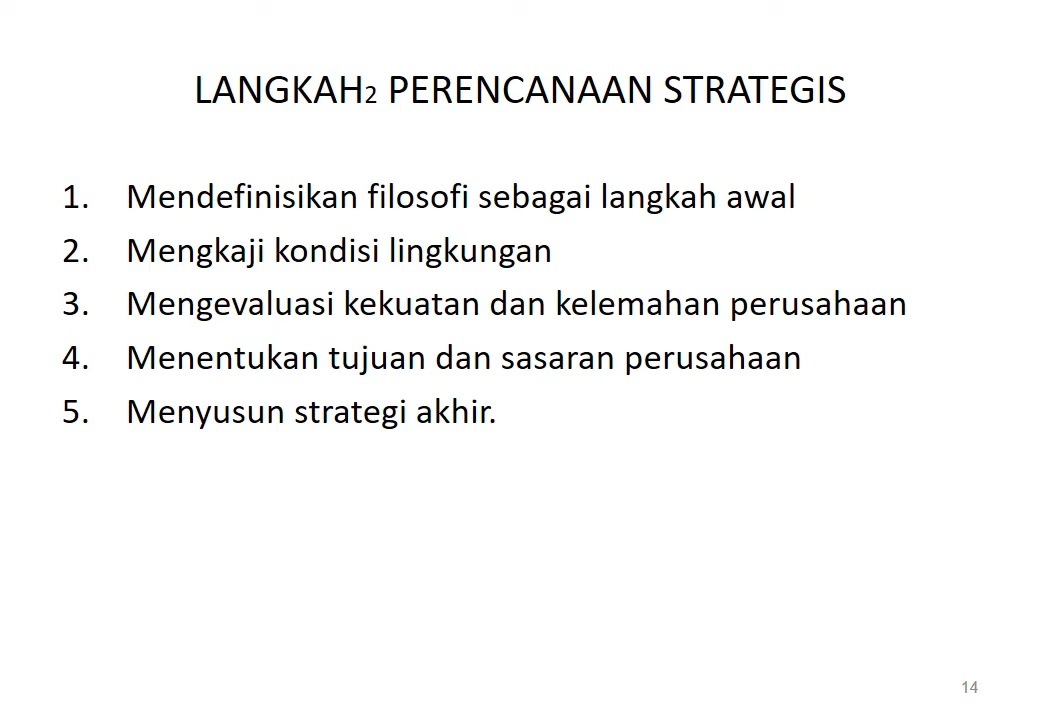 LANGKAH2 PERENCANAAN STRATEGIS
1. Mendefinisikan filosofi sebagai langkah awal
2. Mengkaji kondisi lingkungan
3. Mengevaluasi kekuatan dan kelemahan perusahaan
4. Menentukan tujuan dan sasaran perusahaan
5. Menyusun strategi akhir.
14